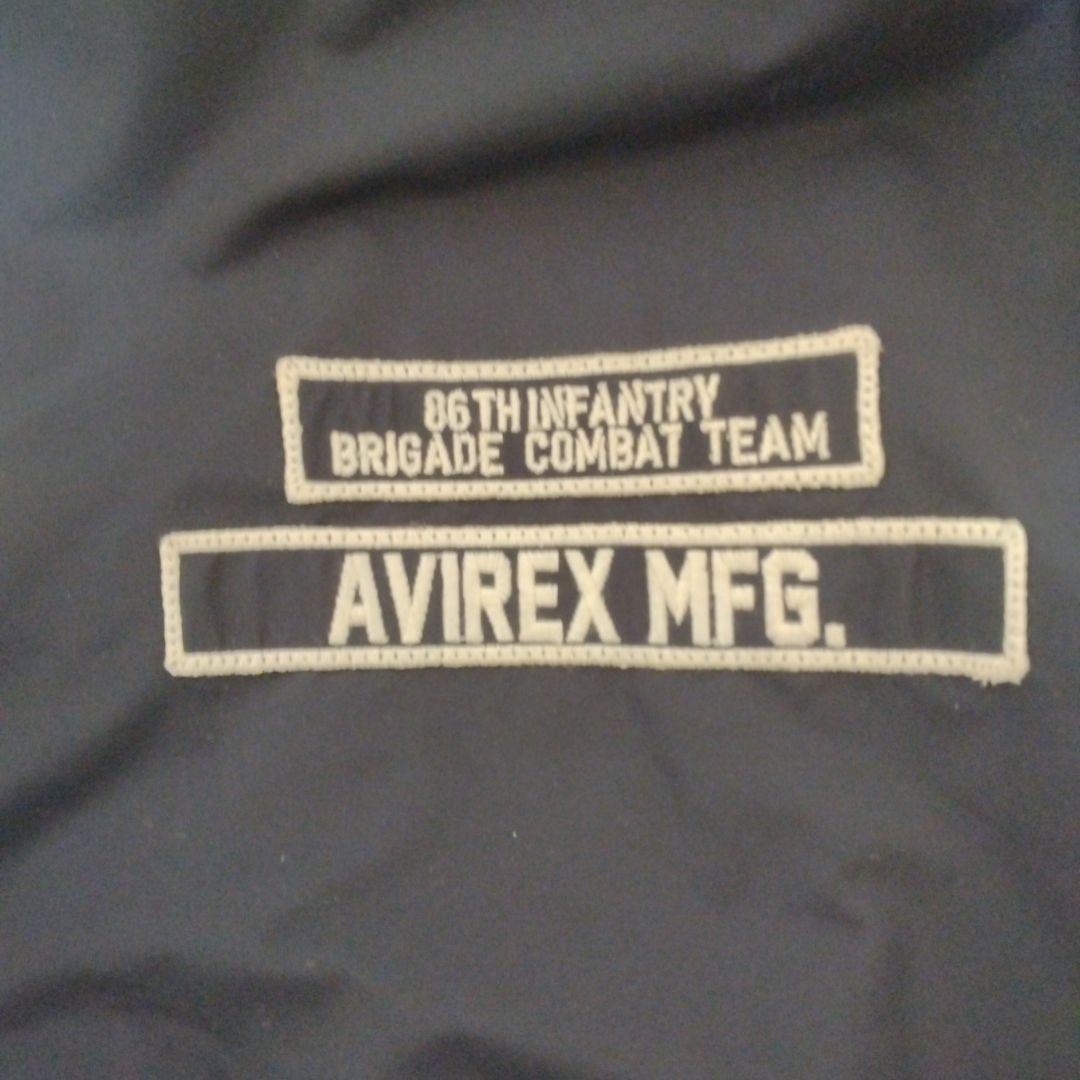 86TH INFANTRY
BRIGADE COMBAT TEAM
AVIREX MFG.